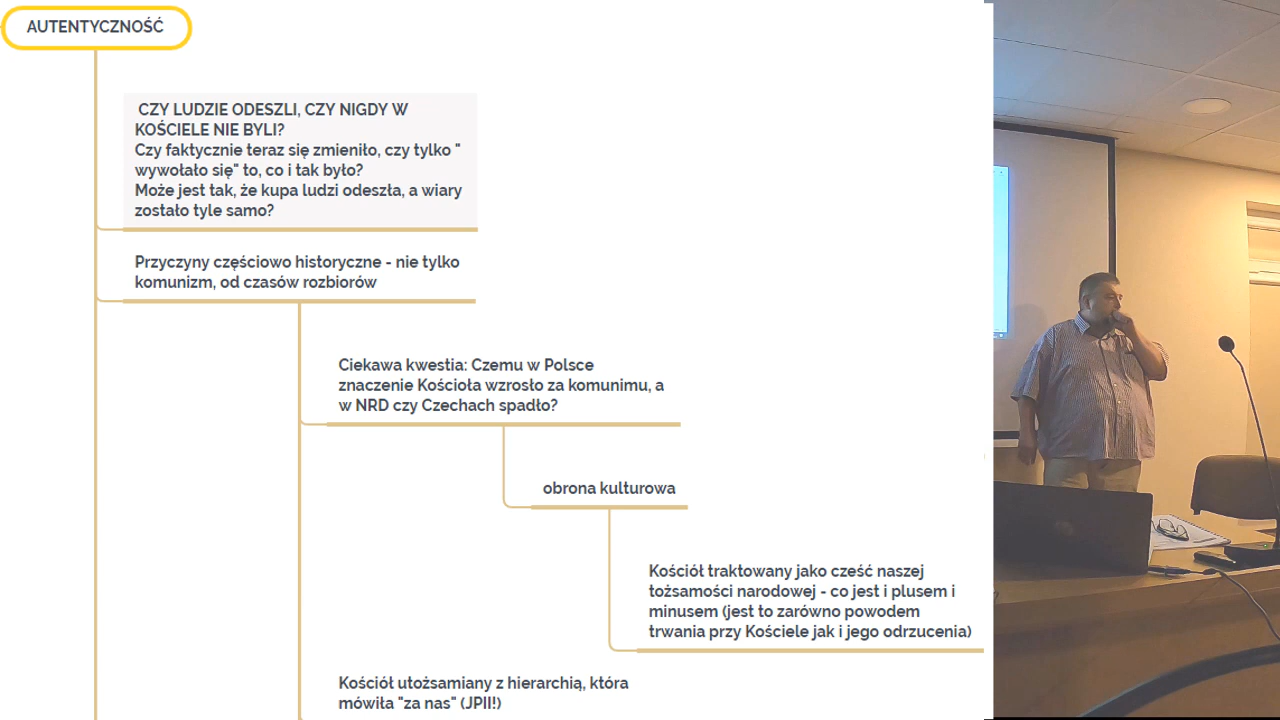 AUTENTYCZNOŚĆ
CZY LUDZIE ODESZLI, CZY NIGDY W
KOŚCIELE NIE BYLI?
Czy faktycznie teraz się zmieniło, czy tylko "
wywołało się" to, co i tak było?
Może jest tak, że kupa ludzi odeszła, a wiary
zostało tyle samo?
Przyczyny częściowo historyczne - nie tylko
komunizm, od czasów rozbiorów
Ciekawa kwestia: Czemu w Polsce
znaczenie Kościoła wzrosło za komunimu, a
w NRD czy Czechach spadło?
obrona kulturowa
Kościół traktowany jako cześć naszej
tożsamości narodowej - co jest i plusem i
minusem (jest to zarówno powodem
trwania przy Kościele jak i jego odrzucenia)
Kościół utożsamiany z hierarchią, która
mówiła "za nas" (JPII!)